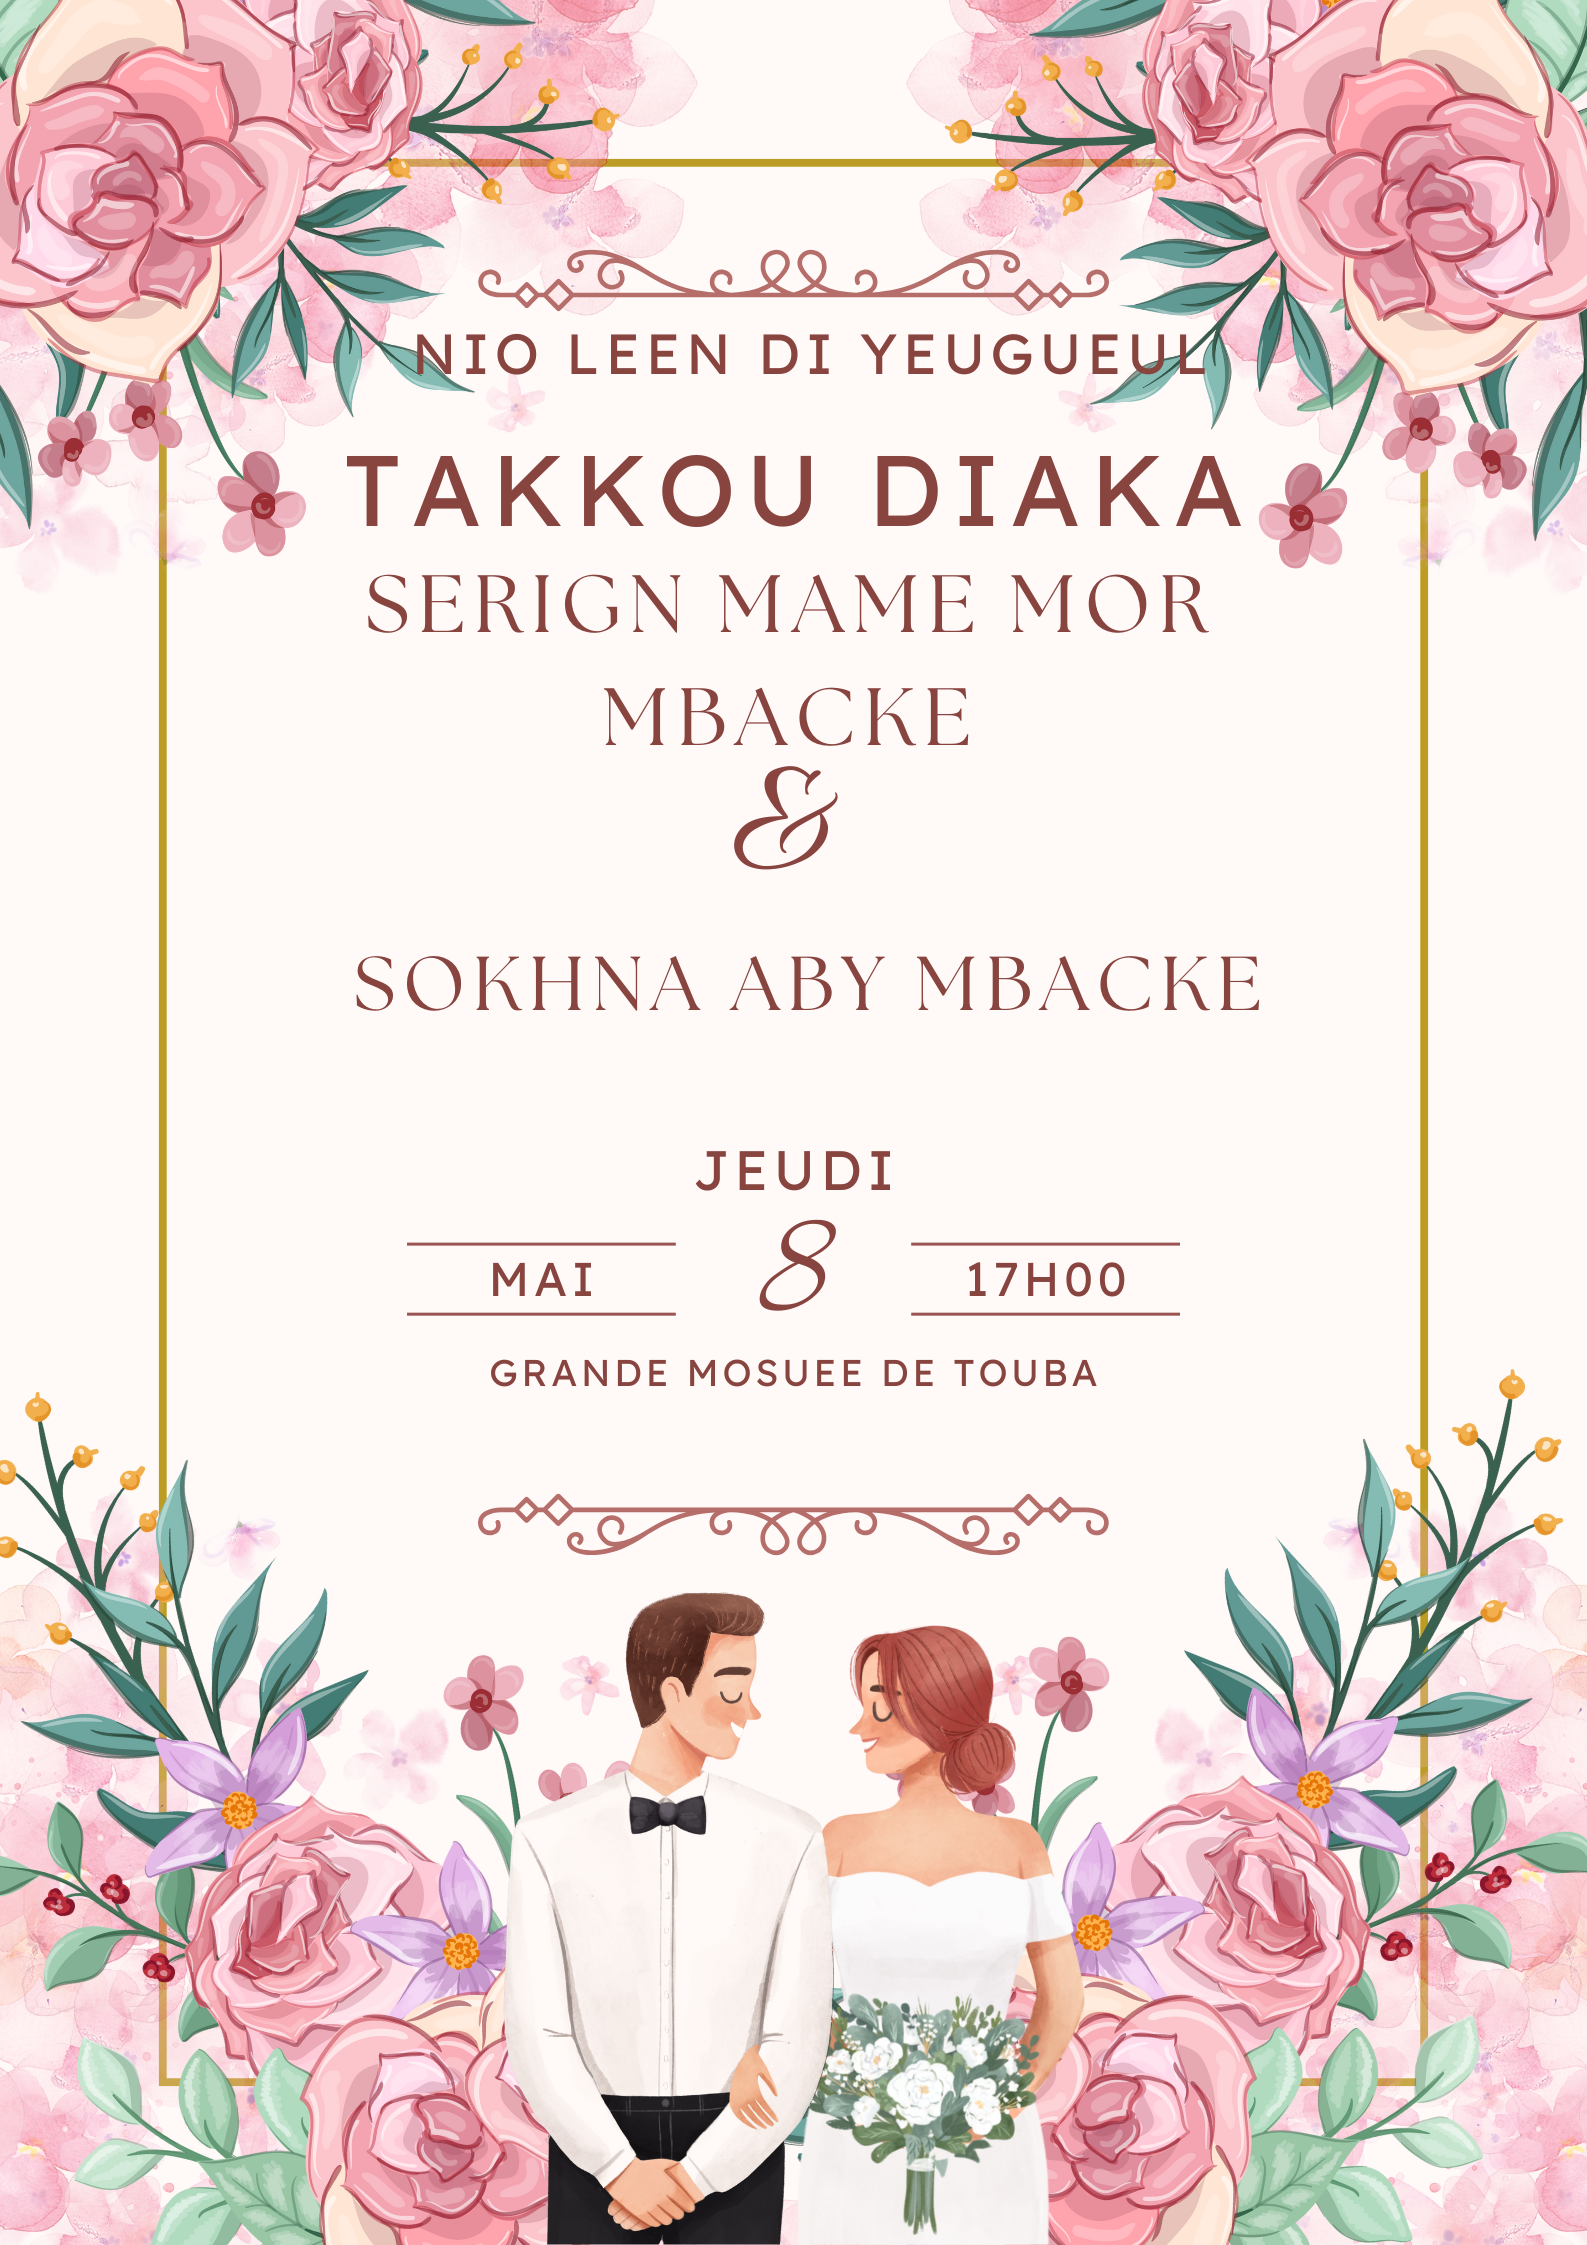 NIO LEEN DI YEUGUEUL
TAKKOU DIAKA
SERIGN MAME MOR
MBACKE
&
SOKHNA ABY MBACKE
JEUDI
MAI 8 17H00
GRANDE MOSUEE DE TOUBA